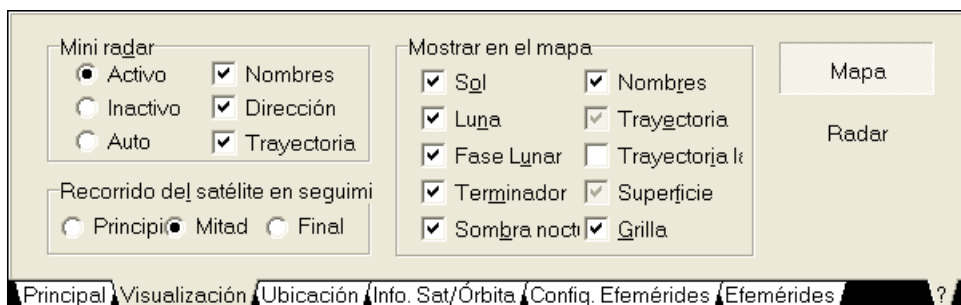 Mini radar
Activo
Nombres
Inactivo
Dirección
Auto
Trayectoria
Recorrido del satélite en seguimi
Principi
Mitad
Final
Mostrar en el mapa
Sol
Nombres
Luna
Trayectoria
Fase Lunar
Trayectoria la
Terminador
Superficie
Sombra noct
Grilla
Mapa
Radar
Principal
Visualización
Ubicación
Info. Sat/Órbita
Config. Efemérides
Efemérides
?